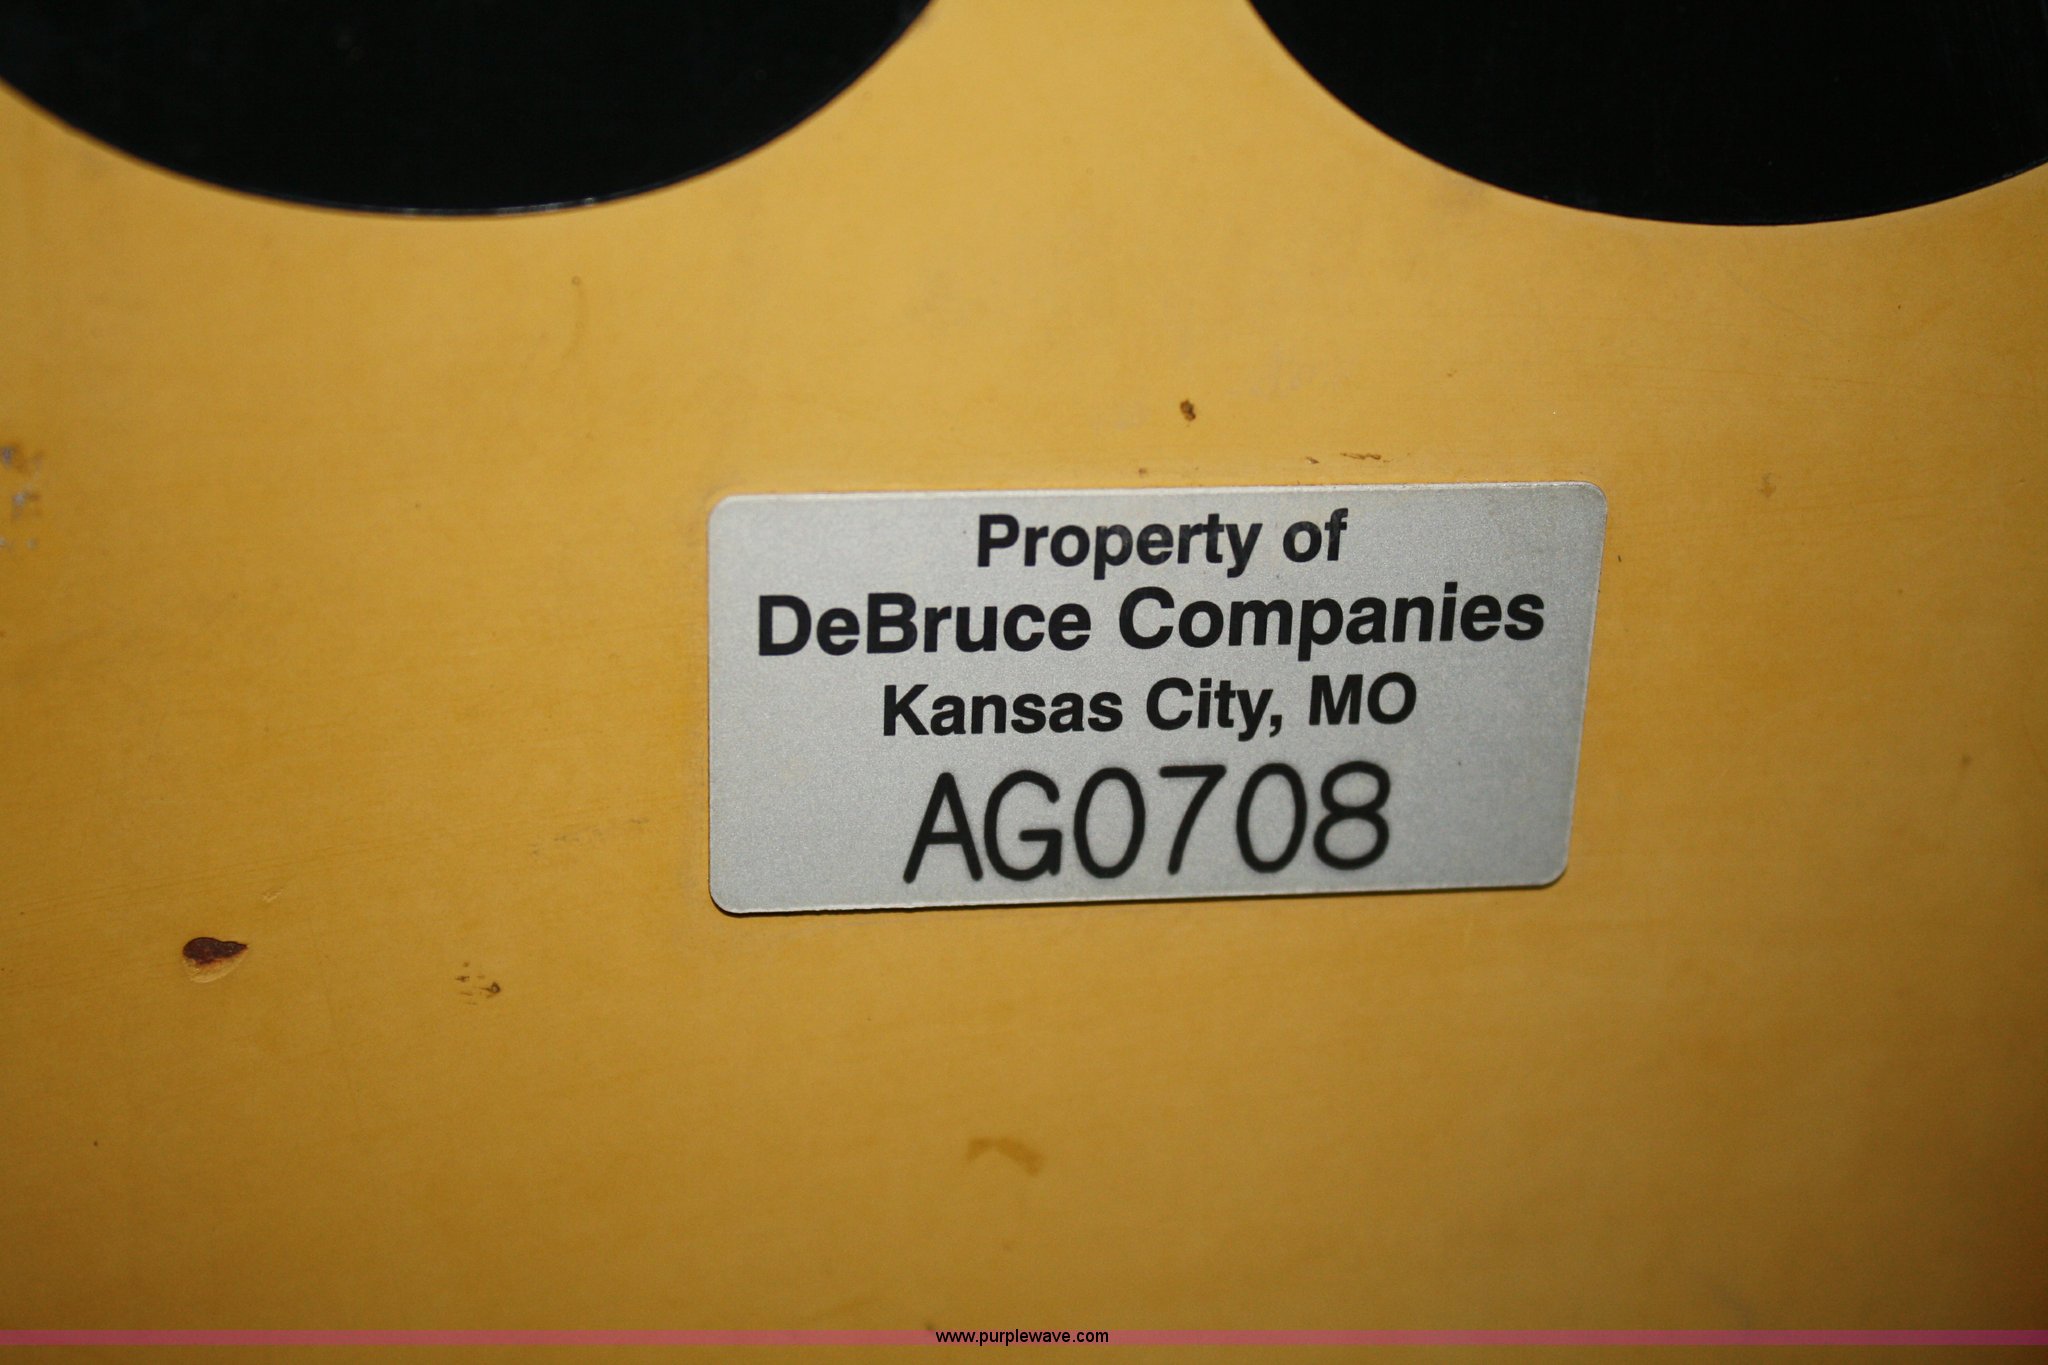 Property of
DeBruce Companies
Kansas City, MO
AG0708
www.purplewave.com